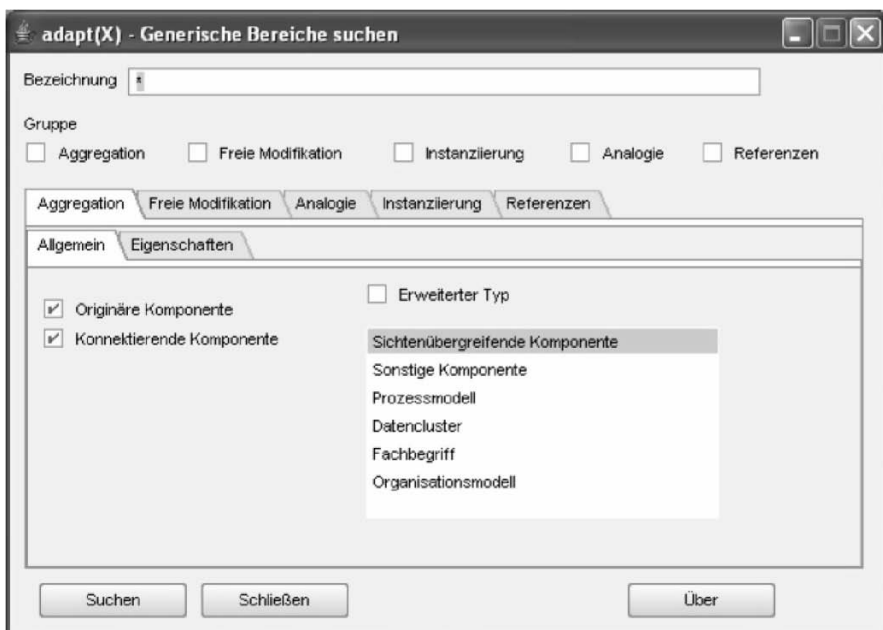 adapt(X) - Generische Bereiche suchen
Bezeichnung *
Gruppe
Aggregation Freie Modifikation Instanziierung Analogie Referenzen
Aggregation Freie Modifikation Analogie Instanziierung Referenzen
Allgemein Eigenschaften
Originäre Komponente
Konnektierende Komponente
Erweiterter Typ
Sichtenübergreifende Komponente
Sonstige Komponente
Prozessmodell
Datencluster
Fachbegriff
Organisationsmodell
Suchen Schließen Über